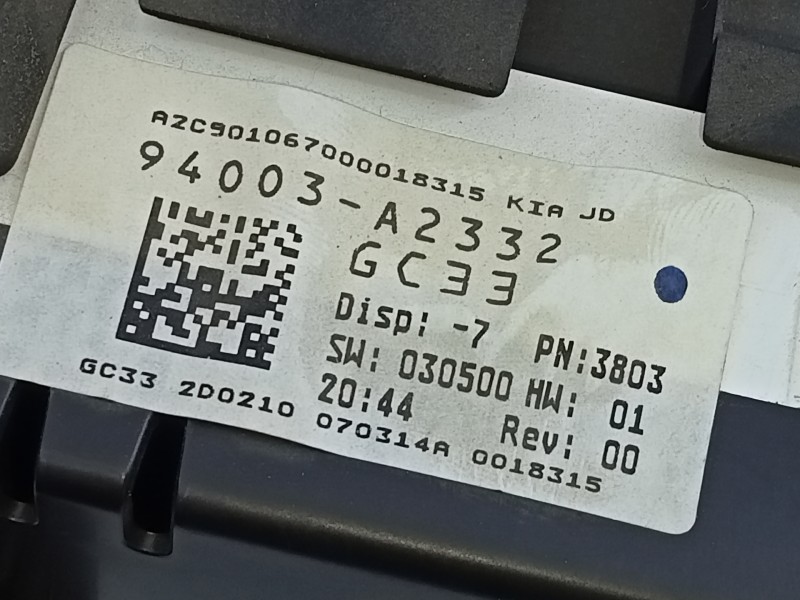 A2C901067000018315 KIA JD
94003-A2332
GC33
Disp: -7 PN:3803
SW: 030500 HW: 01
20:44 Rev: 00
GC33 2D0210 070314A 0018315